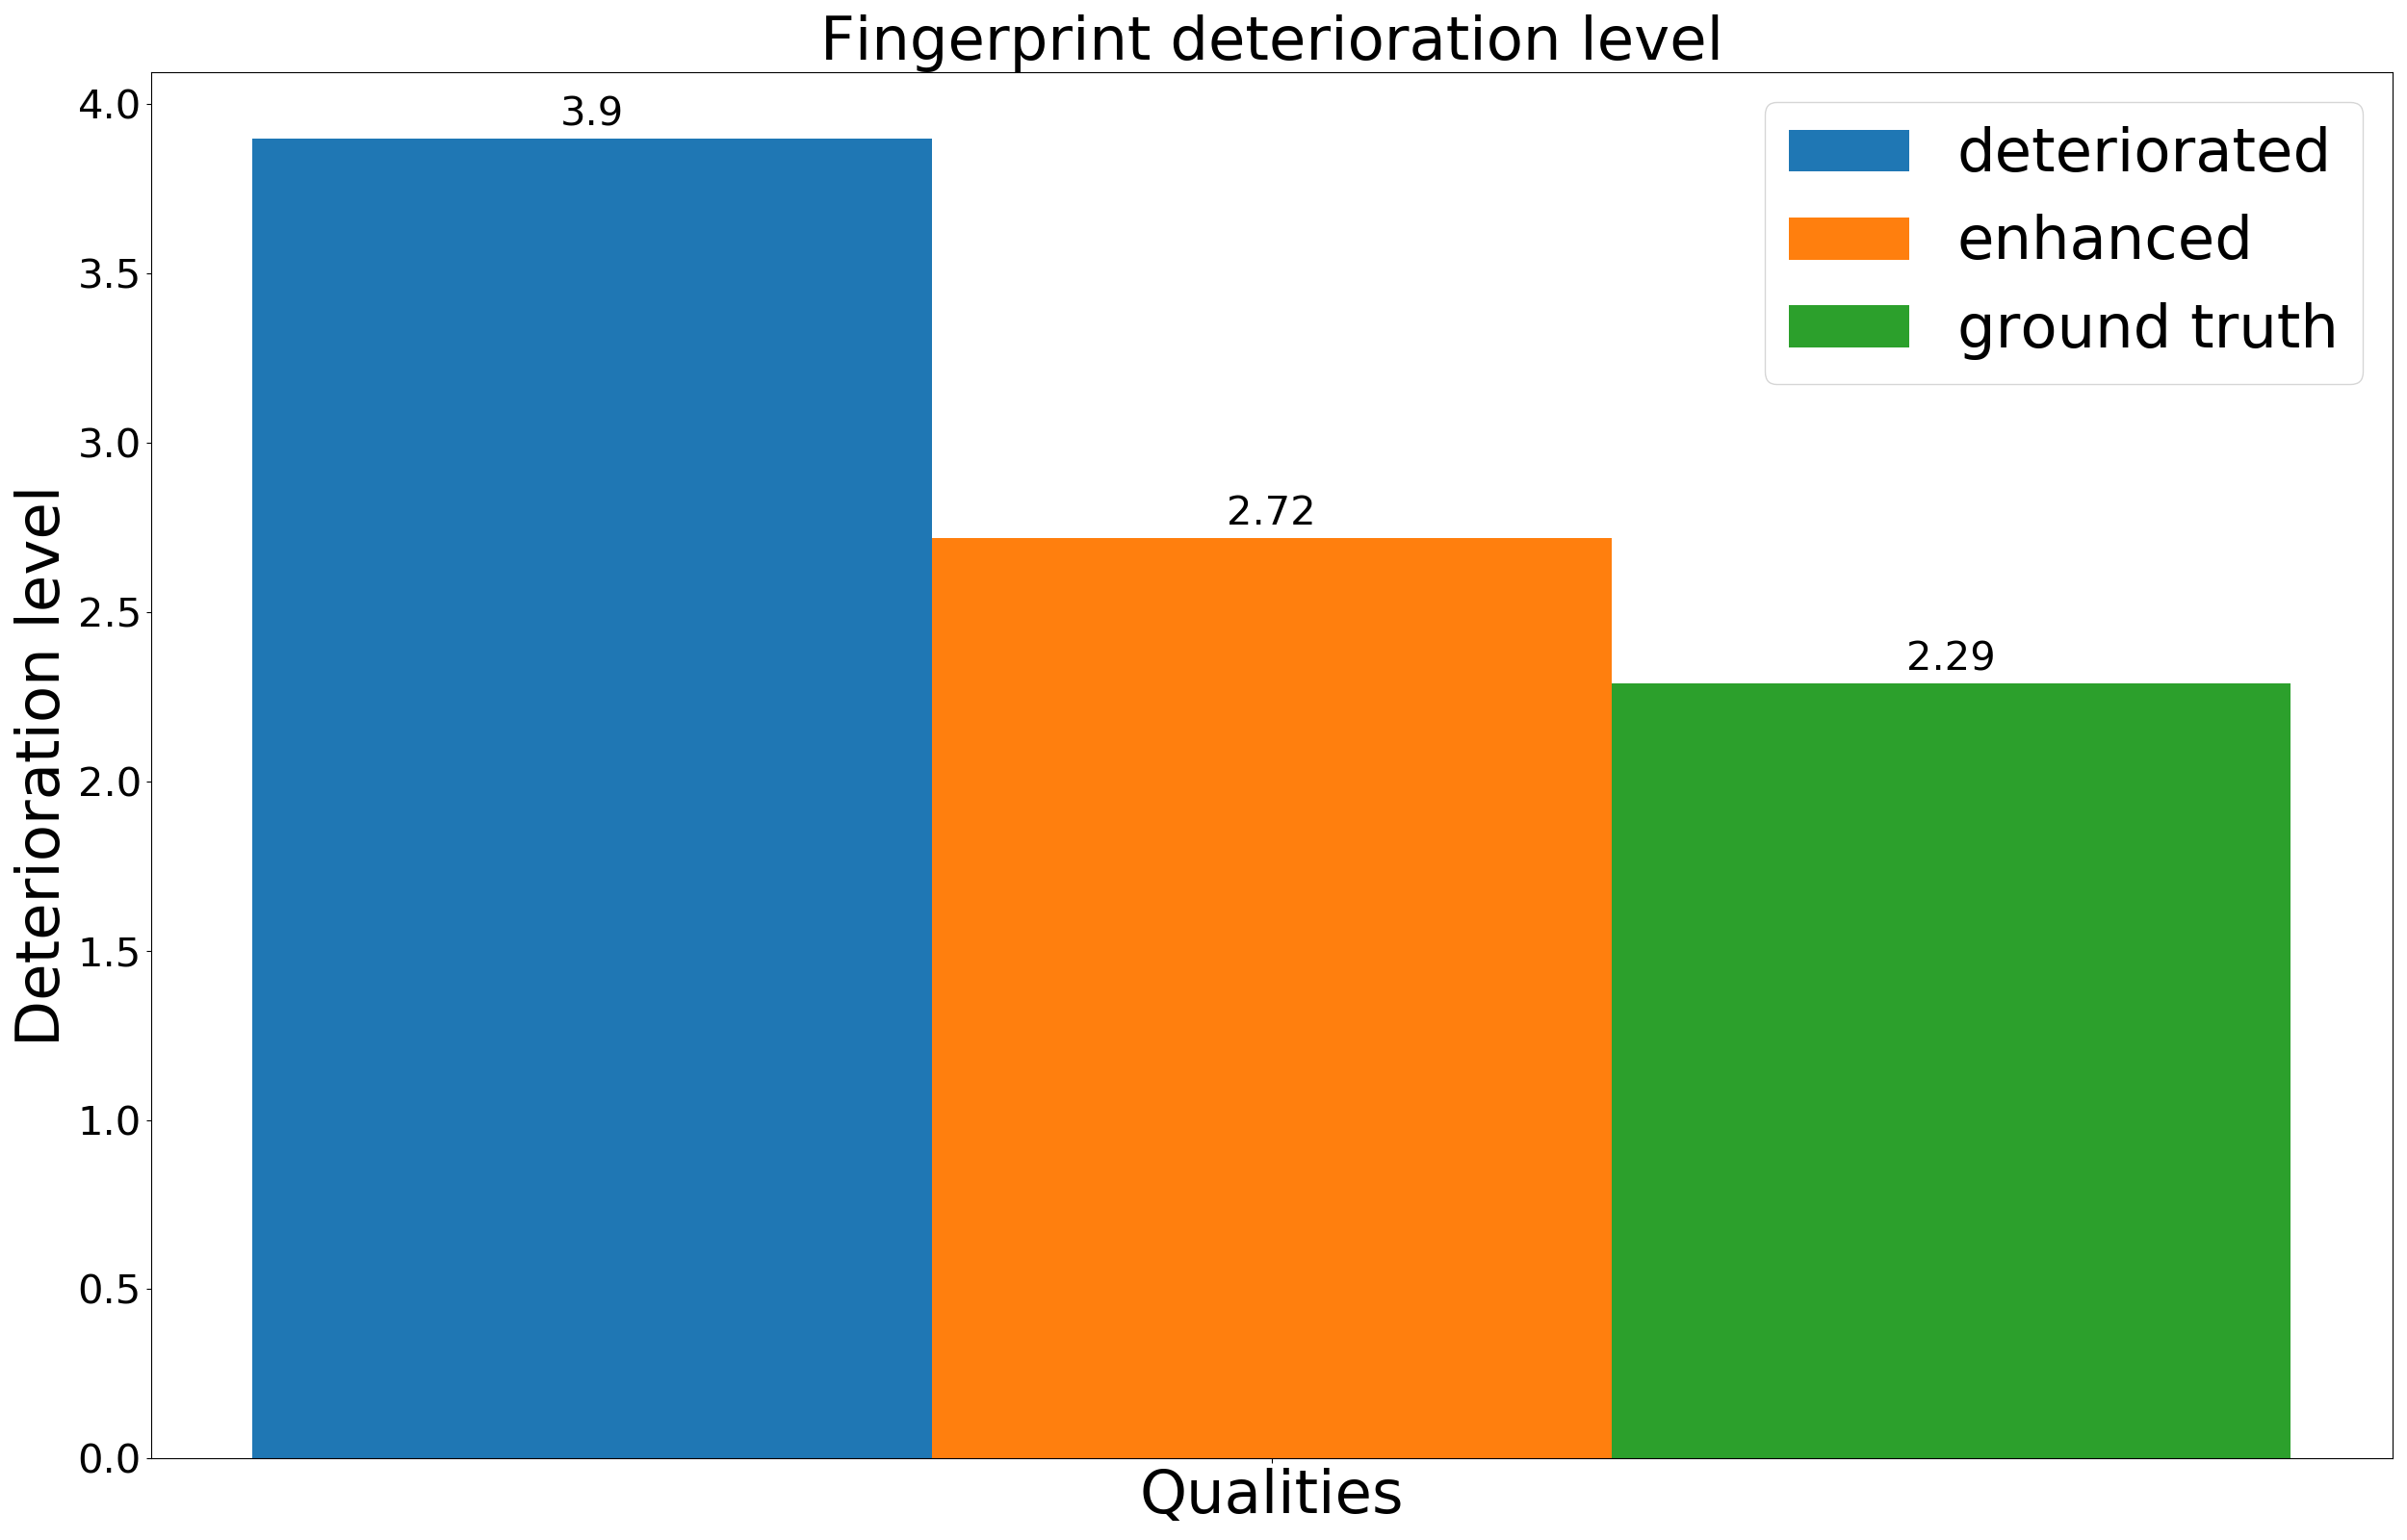 Fingerprint deterioration level
4.0
3.5
3.0
2.5
2.0
1.5
1.0
0.5
0.0
Deterioration level
3.9
2.72
2.29
deteriorated
enhanced
ground truth
Qualities